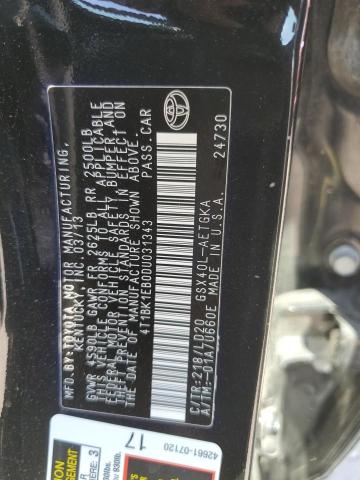 MFD.BY:TOYOTA MOTOR MANUFACTURING,
KENTUCKY, INC. 03/13
GVWR 4590LB GAWR FR 2625LB RR 2500LB
THIS VEHICLE CONFORMS TO ALL APPLICABLE
FEDERAL MOTOR VEHICLE SAFETY, BUMPER, AND
THEFT PREVENTION STANDARDS IN EFFECT ON
THE DATE OF MANUFACTURE SHOWN ABOVE.
4T1BK1EB0DU031343 PASS.CAR
24730
C/TR:218/LD20 GSX40L-AETGKA
A/TM:-01A/U660E MADE IN U.S.A.
42661-07120
17